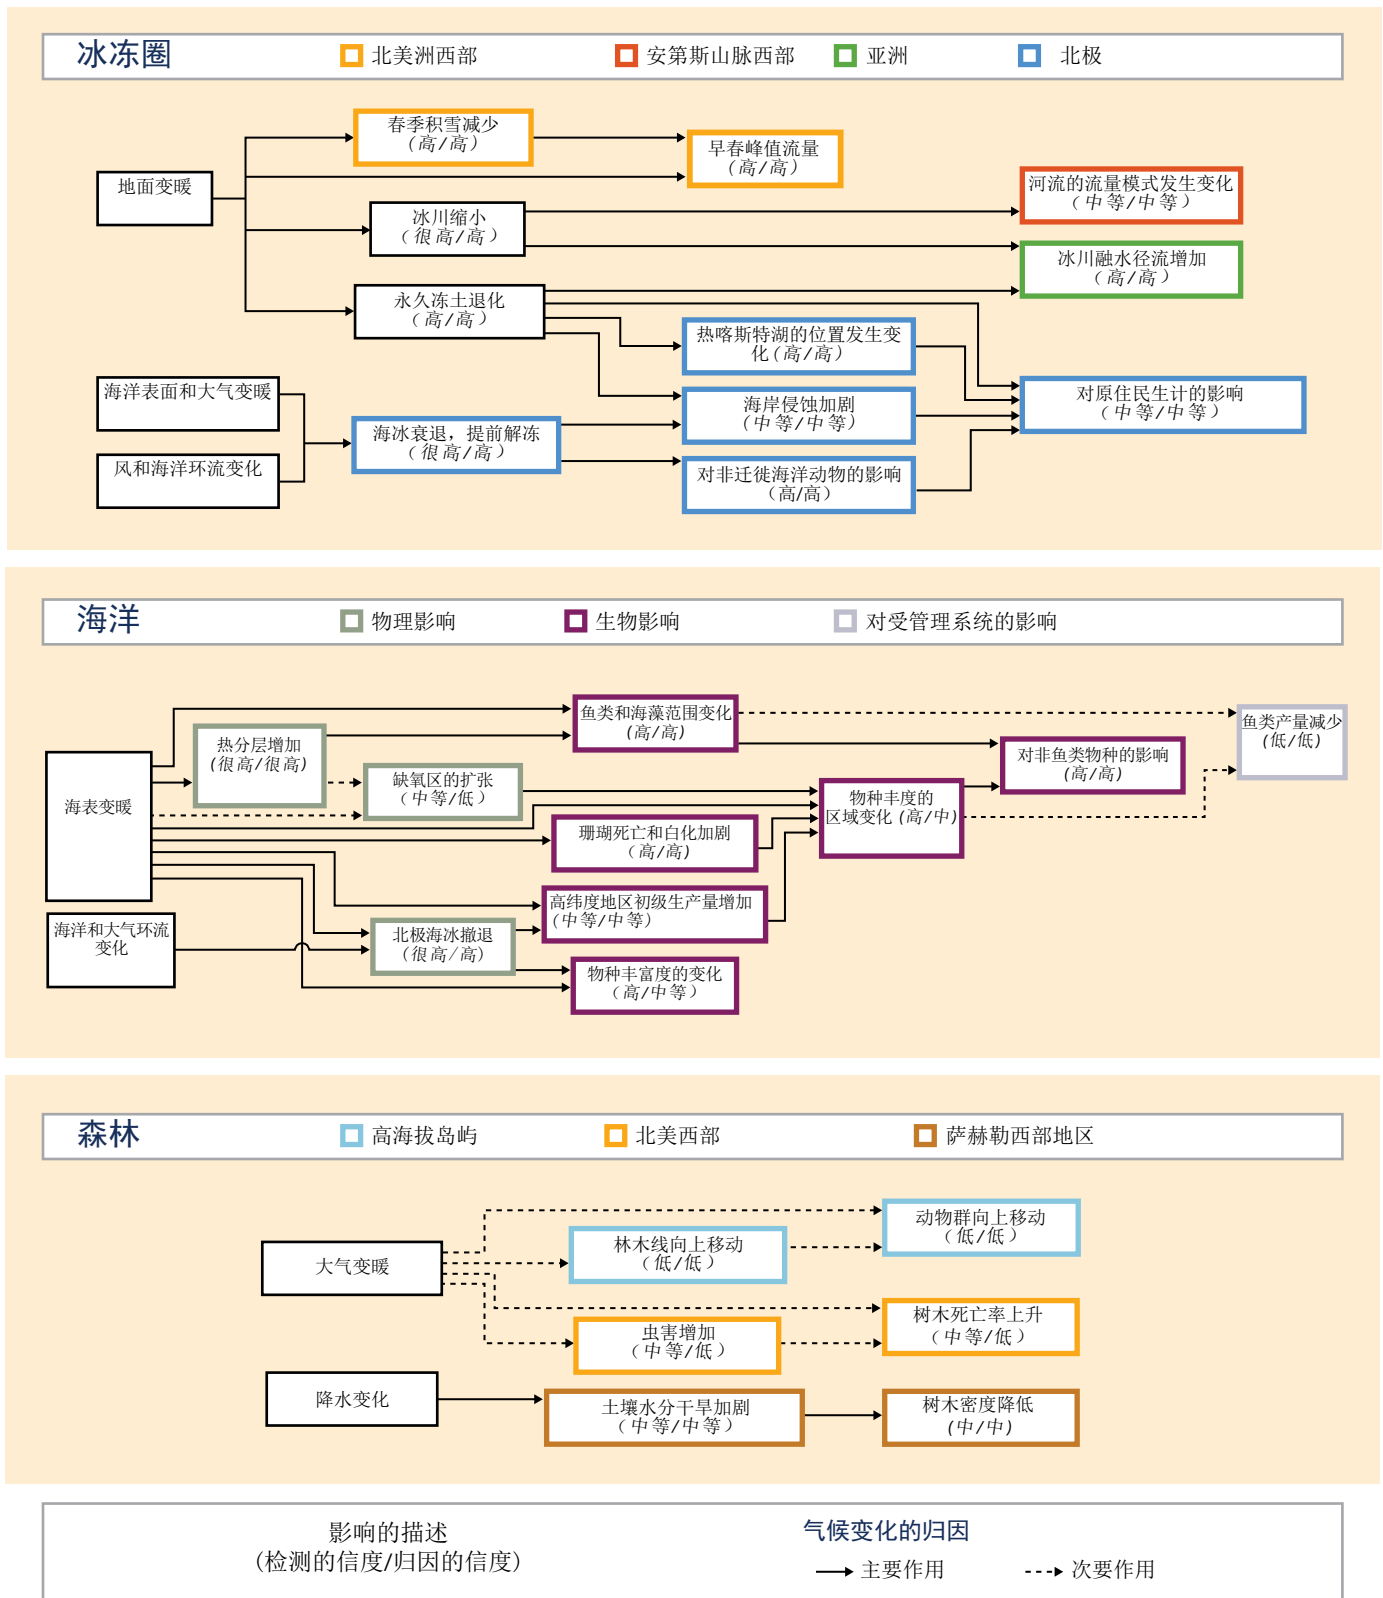 冰冻圈
北美洲西部
安第斯山脉西部
亚洲
北极
春季积雪减少
(高/高)
早春峰值流量
(高/高)
地面变暖
河流的流量模式发生变化
(中等/中等)
冰川缩小
(很高/高)
冰川融水径流增加
(高/高)
永久冻土退化
(高/高)
热喀斯特湖的位置发生变
化(高/高)
海洋表面和大气变暖
海岸侵蚀加剧
(中等/中等)
对原住民生计的影响
(中等/中等)
海冰衰退，提前解冻
(很高/高)
风和海洋环流变化
对非迁徙海洋动物的影响
(高/高)
海洋
物理影响
生物影响
对受管理系统的影响
鱼类和海藻范围变化
(高/高)
鱼类产量减少
(低/低)
热分层增加
(很高/很高)
对非鱼类物种的影响
(高/高)
缺氧区的扩张
(中等/低)
海表变暖
物种丰度的
区域变化 (高/中)
珊瑚死亡和白化加剧
(高/高)
高纬度地区初级生产量增加
(中等/中等)
海洋和大气环流
变化
北极海冰撤退
(很高/高)
物种丰富度的变化
(高/中等)
森林
高海拔岛屿
北美西部
萨赫勒西部地区
动物群向上移动
(低/低)
林木线向上移动
(低/低)
大气变暖
树木死亡率上升
(中等/低)
虫害增加
(中等/低)
降水变化
土壤水分干旱加剧
(中等/中等)
树木密度降低
(中/中)
影响的描述
(检测的信度/归因的信度)
气候变化的归因
主要作用
次要作用